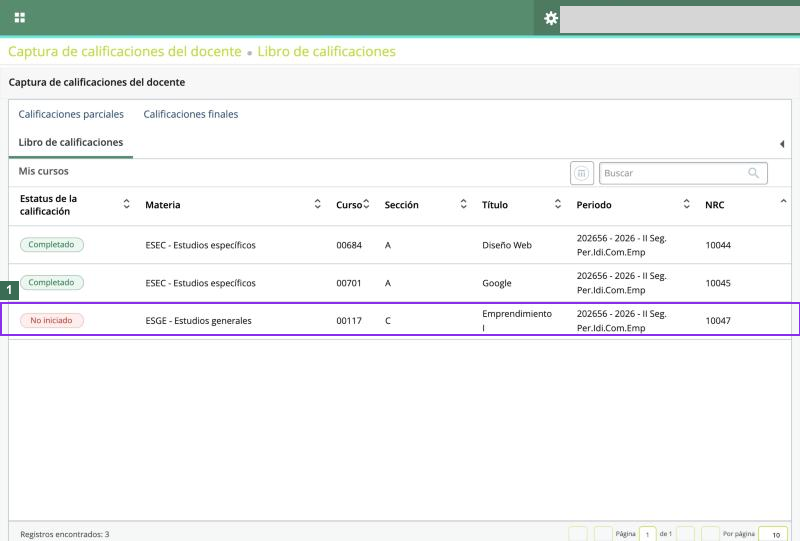 Captura de calificaciones del docente • Libro de calificaciones
Captura de calificaciones del docente
Calificaciones parciales Calificaciones finales
Libro de calificaciones
Mis cursos Buscar
Estatus de la calificación Materia Curso Sección Título Periodo NRC
Completado ESEC - Estudios específicos 00684 A Diseño Web 202656 - 2026 - II Seg. Per.Idi.Com.Emp 10044
Completado ESEC - Estudios específicos 00701 A Google 202656 - 2026 - II Seg. Per.Idi.Com.Emp 10045
1
No iniciado ESGE - Estudios generales 00117 C Emprendimiento I 202656 - 2026 - II Seg. Per.Idi.Com.Emp 10047
Registros encontrados: 3 Página 1 de 1 Por página 10